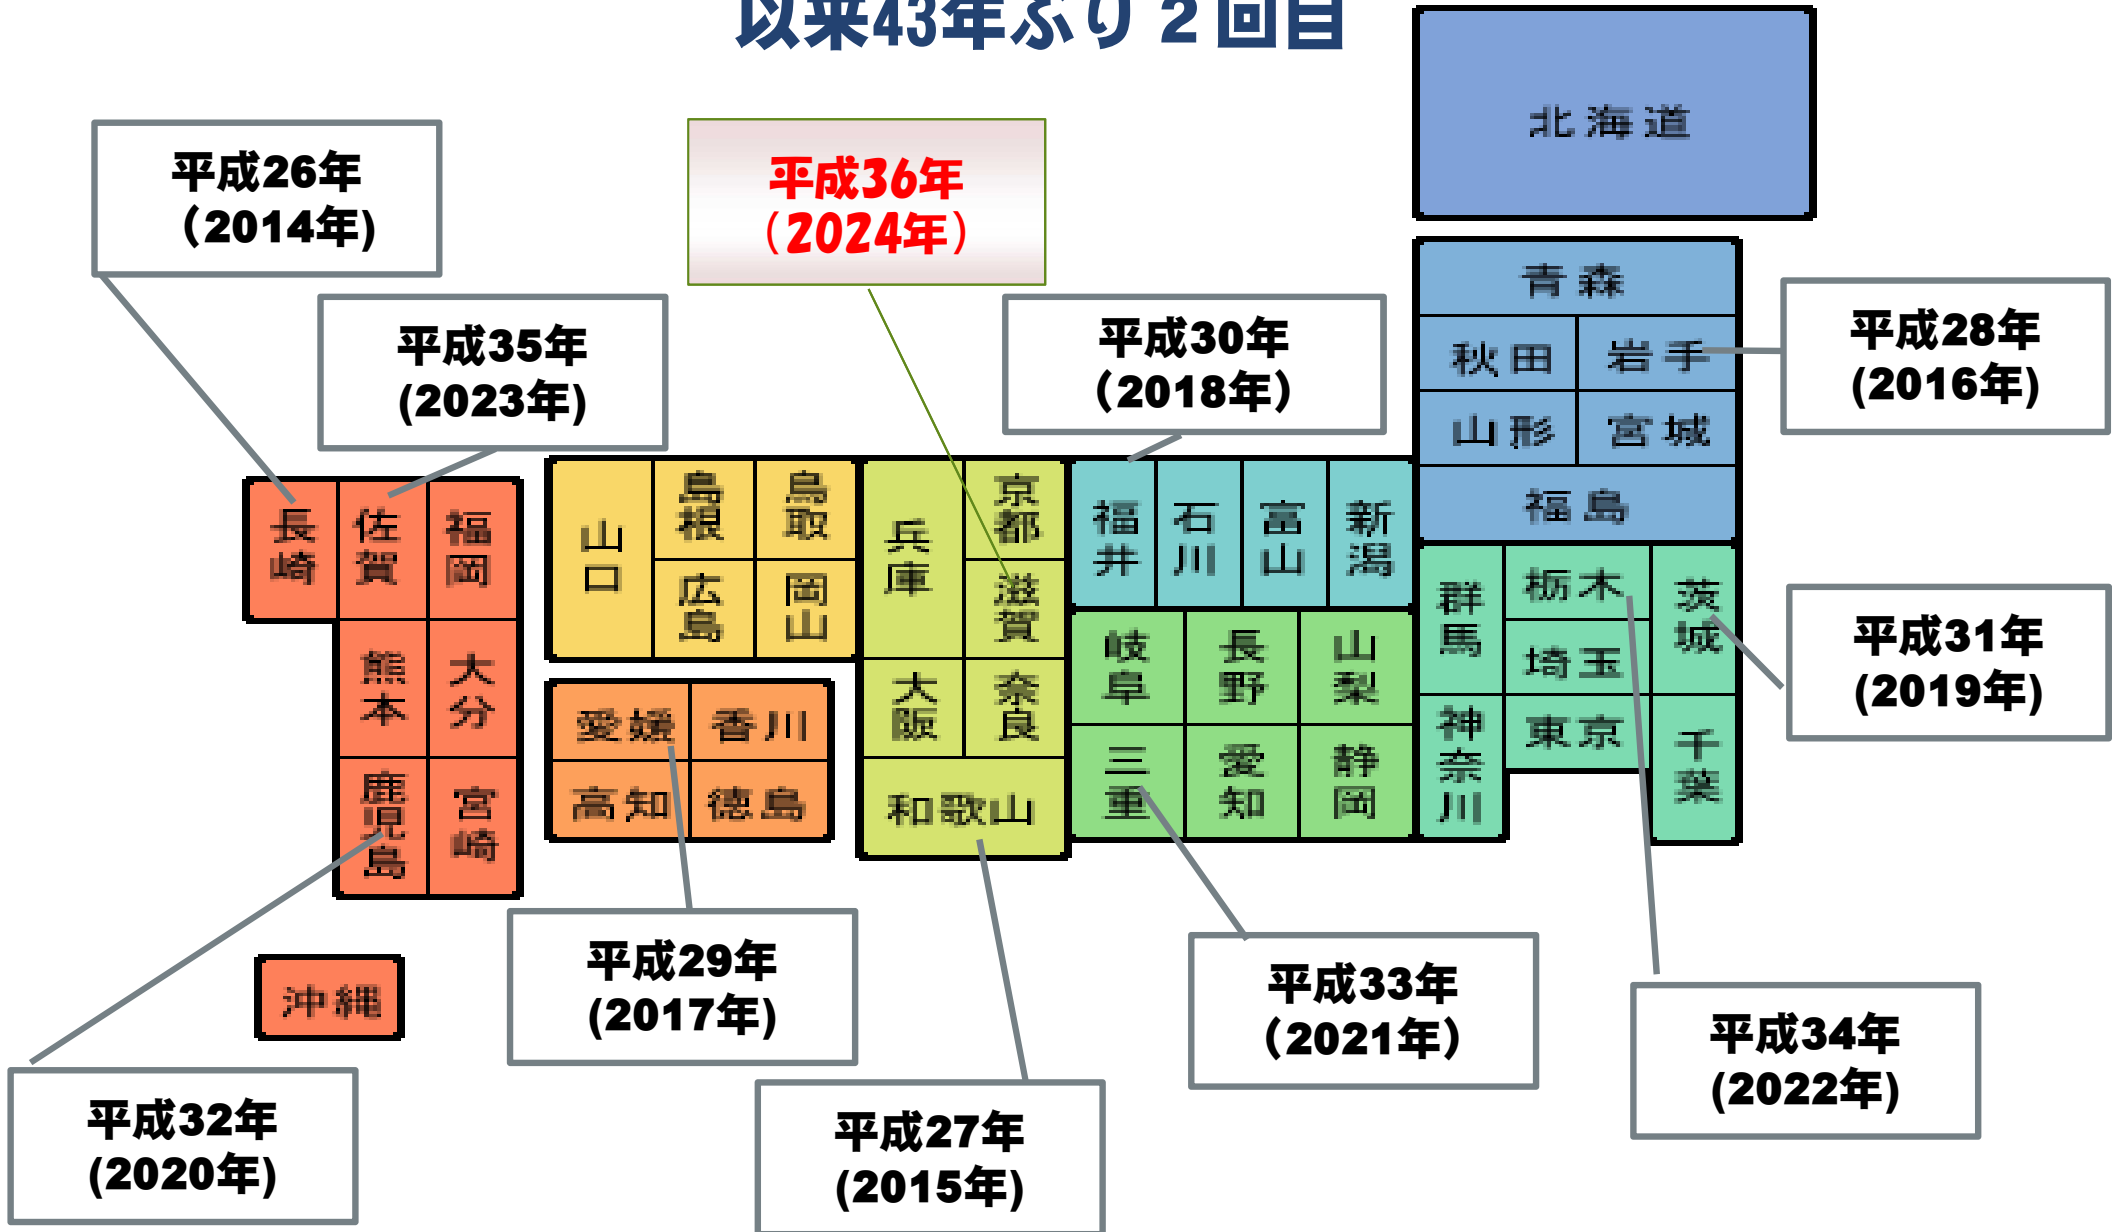 以来43年ぶり２回目
北海道
平成26年
（2014年)
平成36年
（2024年）
青森
平成35年
(2023年)
平成30年
（2018年）
平成28年
(2016年)
秋田
岩手
山形
宮城
福島
長崎
佐賀
福岡
山口
島根
鳥取
広島
岡山
兵庫
京都
滋賀
福井
石川
富山
新潟
群馬
栃木
茨城
埼玉
平成31年
(2019年)
熊本
大分
愛媛
香川
高知
徳島
大阪
奈良
和歌山
岐阜
長野
山梨
三重
愛知
静岡
神奈川
東京
千葉
鹿児島
宮崎
沖縄
平成29年
(2017年)
平成33年
（2021年）
平成34年
(2022年)
平成32年
(2020年)
平成27年
(2015年)